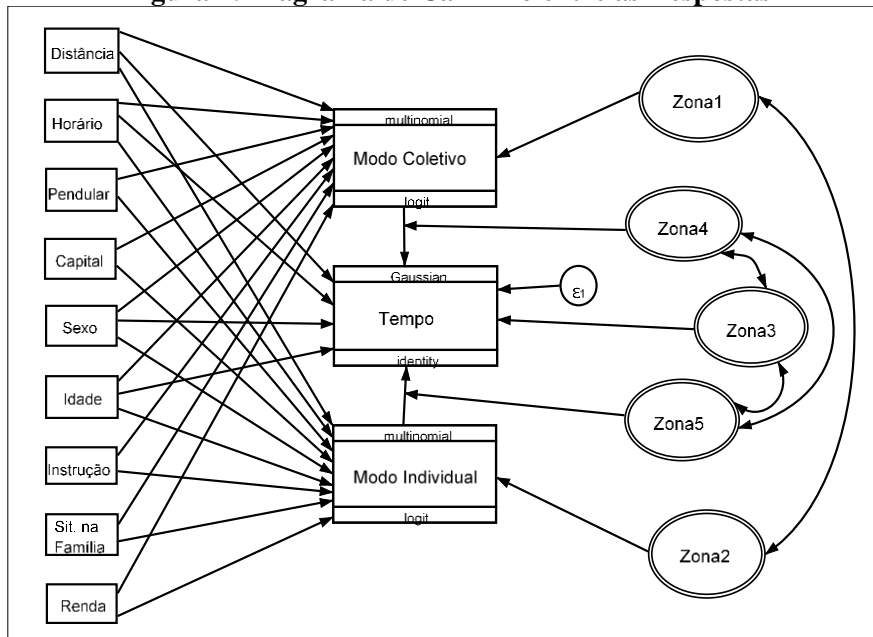 Distância
Horário
Pendular
Capital
Sexo
Idade
Instrução
Sit. na
Família
Renda
multinomial
Modo Coletivo
logit
Gaussian
Tempo
identity
ε1
multinomial
Modo Individual
logit
Zona1
Zona4
Zona3
Zona5
Zona2